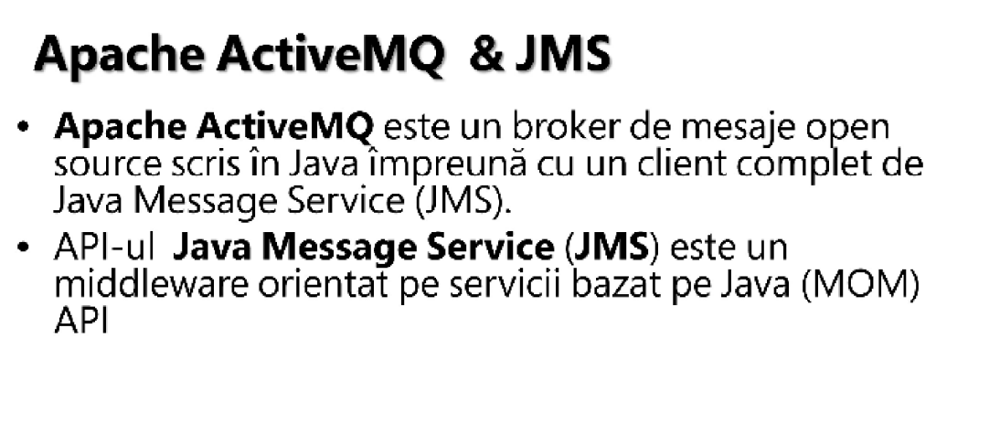 Apache ActiveMQ & JMS
• Apache ActiveMQ este un broker de mesaje open
source scris în Java împreună cu un client complet de
Java Message Service (JMS).
• API-ul Java Message Service (JMS) este un
middleware orientat pe servicii bazat pe Java (MOM)
API